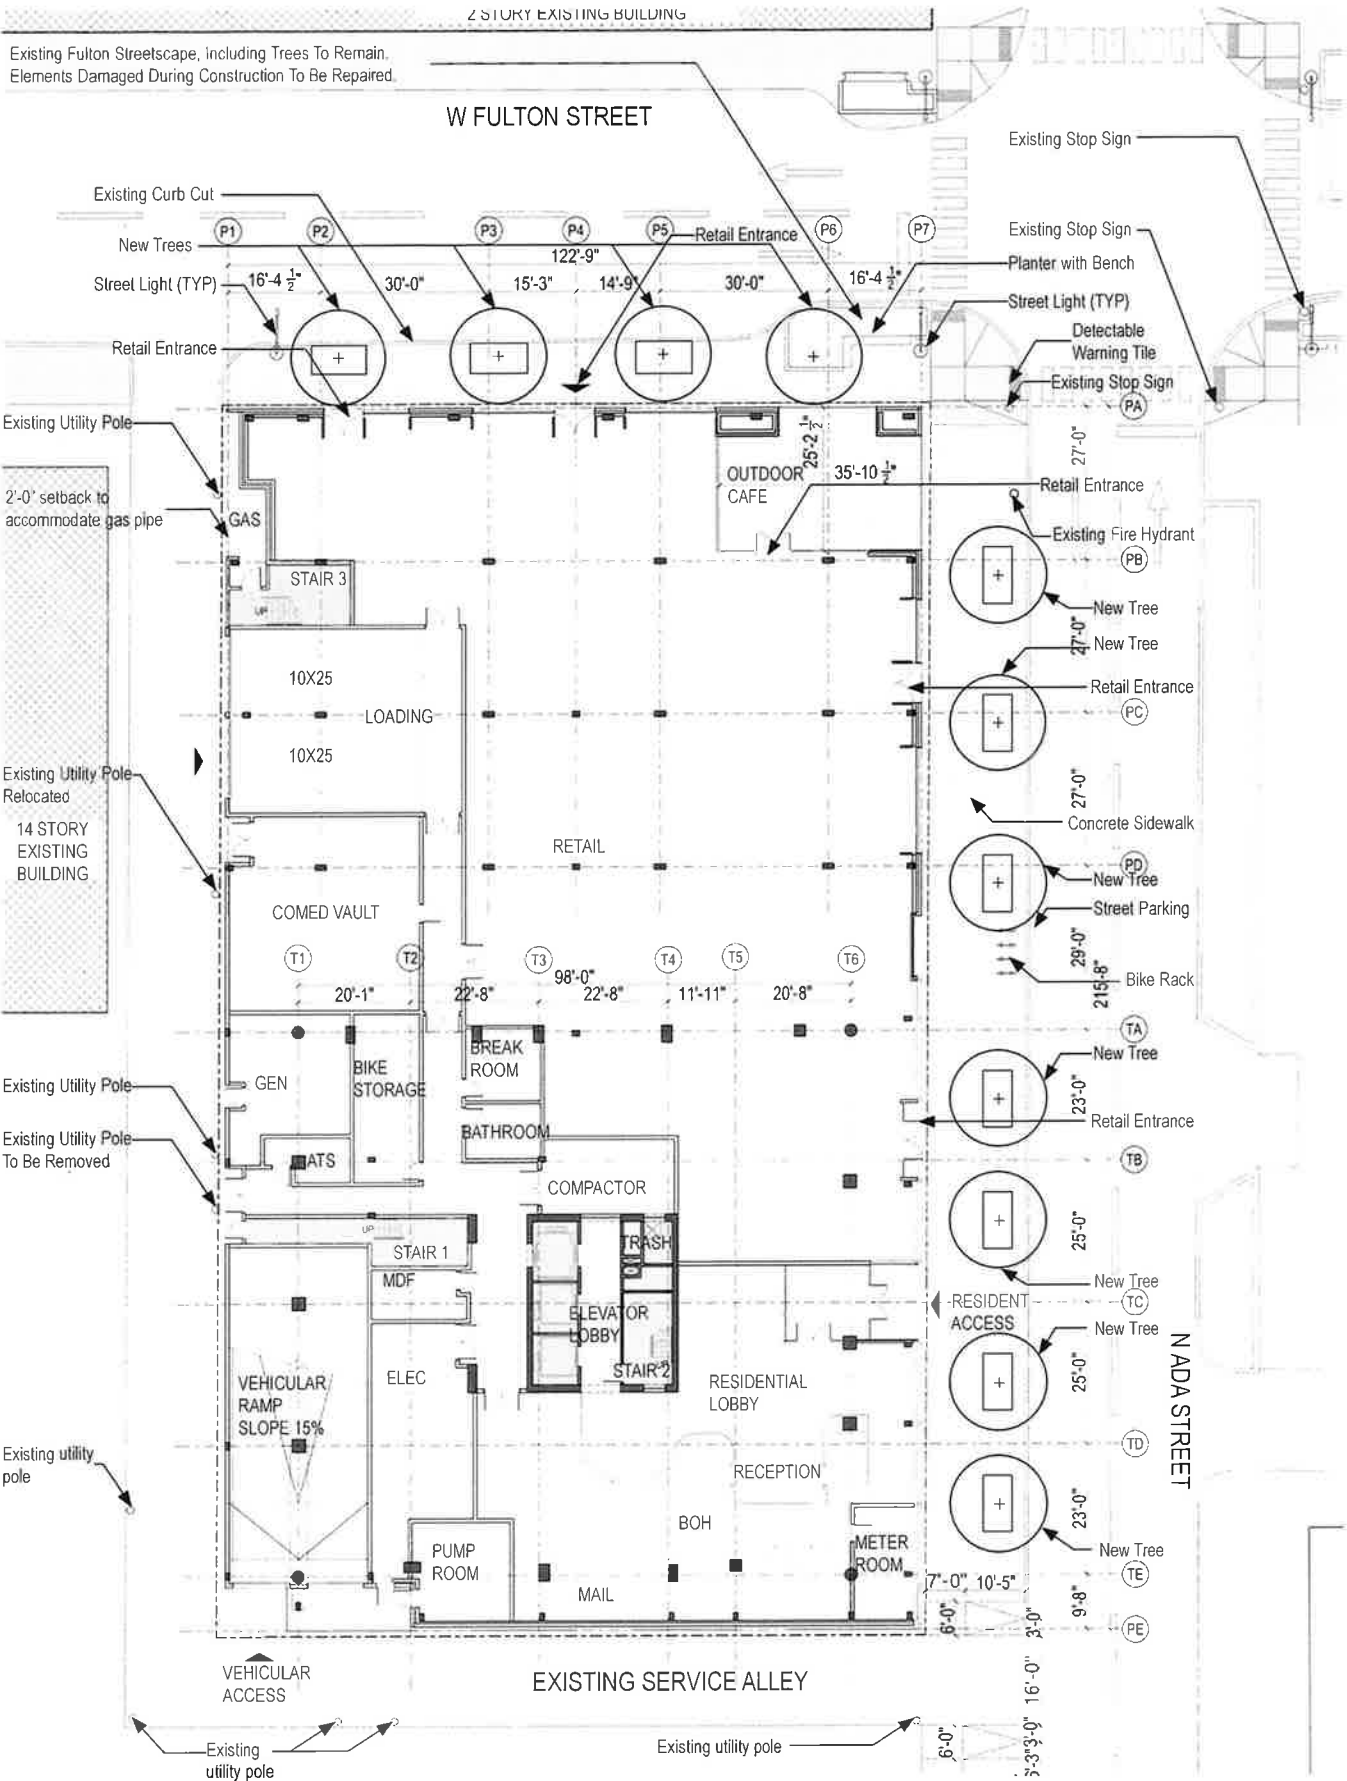 2 STORY EXISTING BUILDING
Existing Fulton Streetscape, Including Trees To Remain.
Elements Damaged During Construction To Be Repaired.
W FULTON STREET
Existing Stop Sign
Existing Curb Cut
P1
P2
P3
P4
P5
Retail Entrance
P6
P7
Existing Stop Sign
New Trees
122'-9"
Planter with Bench
Street Light (TYP)
16'-4 1/2"
30'-0"
15'-3"
14'-9"
30'-0"
16'-4 1/2"
Street Light (TYP)
Detectable
Warning Tile
Retail Entrance
Existing Stop Sign
PA
Existing Utility Pole
25'-2 1/2"
27'-0"
OUTDOOR
CAFE
35'-10 1/2"
Retail Entrance
2'-0" setback to
accommodate gas pipe
GAS
Existing Fire Hydrant
PB
STAIR 3
UP
New Tree
27'-0"
New Tree
10X25
Retail Entrance
LOADING
PC
10X25
Existing Utility Pole
Relocated
27'-0"
Concrete Sidewalk
14 STORY
EXISTING
BUILDING
RETAIL
PD
New Tree
COMED VAULT
Street Parking
T1
T2
T3
T4
T5
T6
29'-0"
98'-0"
215'-8"
Bike Rack
20'-1"
22'-8"
22'-8"
11'-11"
20'-8"
TA
BREAK
ROOM
New Tree
GEN
BIKE
STORAGE
Existing Utility Pole
23'-0"
Retail Entrance
BATHROOM
Existing Utility Pole
To Be Removed
ATS
TB
COMPACTOR
UP
STAIR 1
TRASH
25'-0"
MDF
New Tree
ELEVATOR
LOBBY
RESIDENT
ACCESS
TC
New Tree
STAIR 2
ELEC
VEHICULAR
RAMP
SLOPE 15%
RESIDENTIAL
LOBBY
25'-0"
N ADA STREET
Existing utility
pole
TD
RECEPTION
BOH
23'-0"
PUMP
ROOM
METER
ROOM
New Tree
MAIL
7'-0"
10'-5"
TE
9'-8"
6'-0"
3'-0"
PE
VEHICULAR
ACCESS
EXISTING SERVICE ALLEY
16'-0"
Existing
utility pole
Existing utility pole
6'-0"
3'-0"